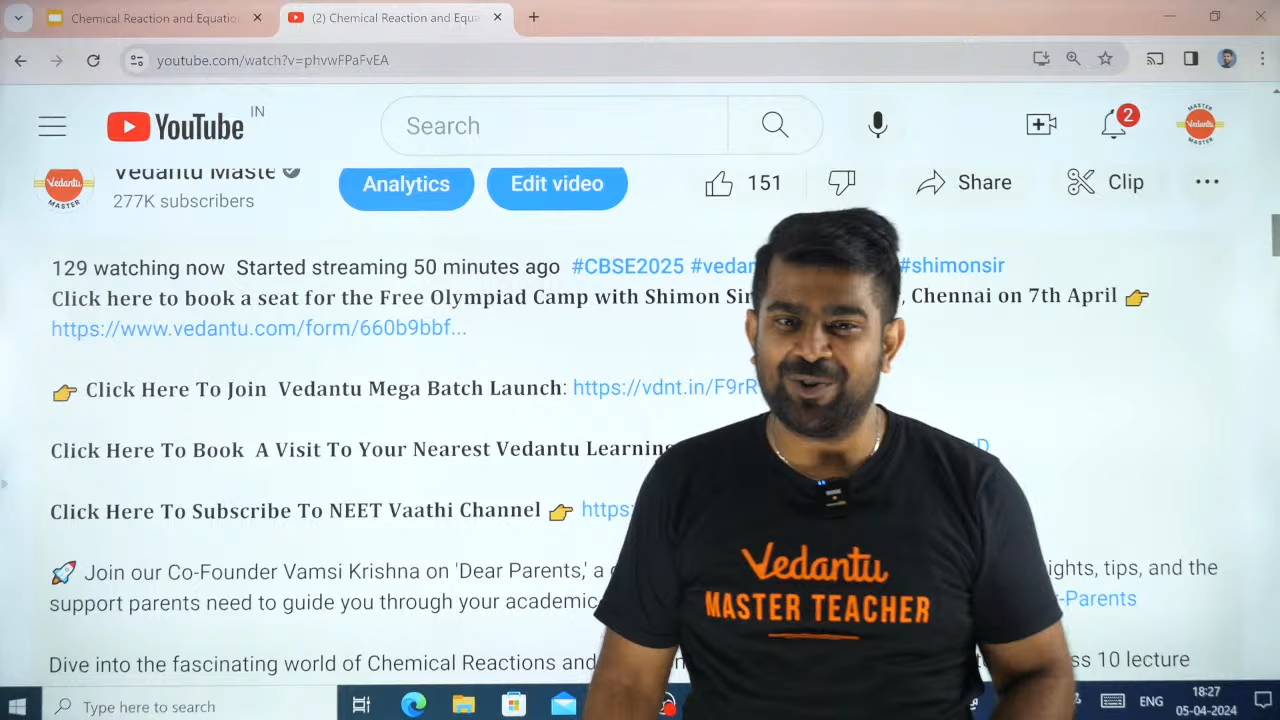 Chemical Reaction and Equation
(2) Chemical Reaction and Equa
youtube.com/watch?v=phvwFPaFvEA
YouTube IN
Search
2
MASTER Vedantu MASTER
Vedantu Maste
Vedantu MASTER
277K subscribers
Analytics
Edit video
151
Share
Clip
129 watching now Started streaming 50 minutes ago #CBSE2025 #vedan #shimonsir
Click here to book a seat for the Free Olympiad Camp with Shimon Sir , Chennai on 7th April 👉
https://www.vedantu.com/form/660b9bbf...
👉 Click Here To Join Vedantu Mega Batch Launch: https://vdnt.in/F9rR
Click Here To Book A Visit To Your Nearest Vedantu Learning
Click Here To Subscribe To NEET Vaathi Channel 👉 https:
🚀 Join our Co-Founder Vamsi Krishna on 'Dear Parents,' a ights, tips, and the
support parents need to guide you through your academic -Parents
Dive into the fascinating world of Chemical Reactions and 10 lecture
Vedantu
MASTER TEACHER
Type here to search
ENG
18:27
05-04-2024